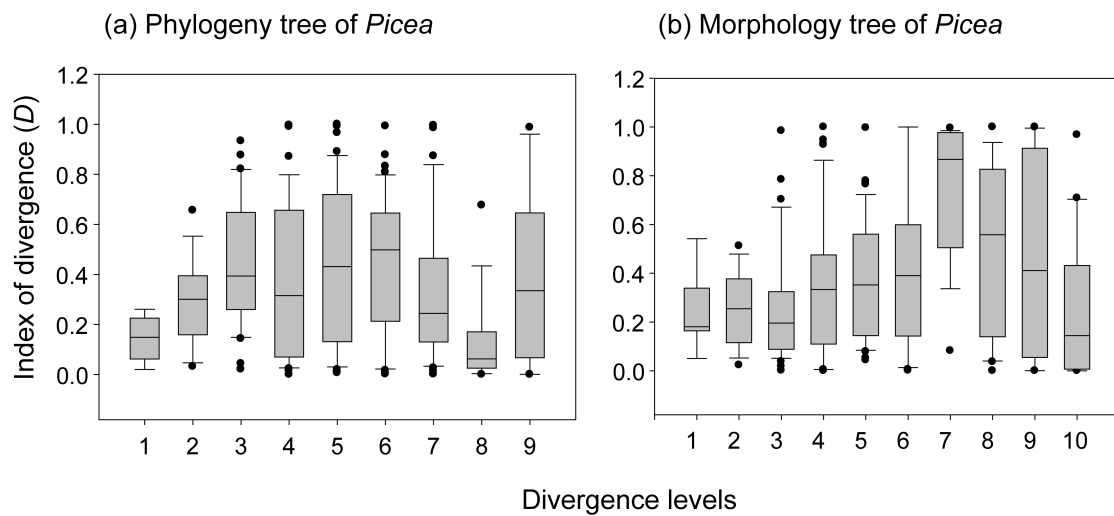 (a) Phylogeny tree of Picea
(b) Morphology tree of Picea
Index of divergence (D)
1.2
1.0
0.8
0.6
0.4
0.2
0.0
1 2 3 4 5 6 7 8 9
1.2
1.0
0.8
0.6
0.4
0.2
0.0
1 2 3 4 5 6 7 8 9 10
Divergence levels